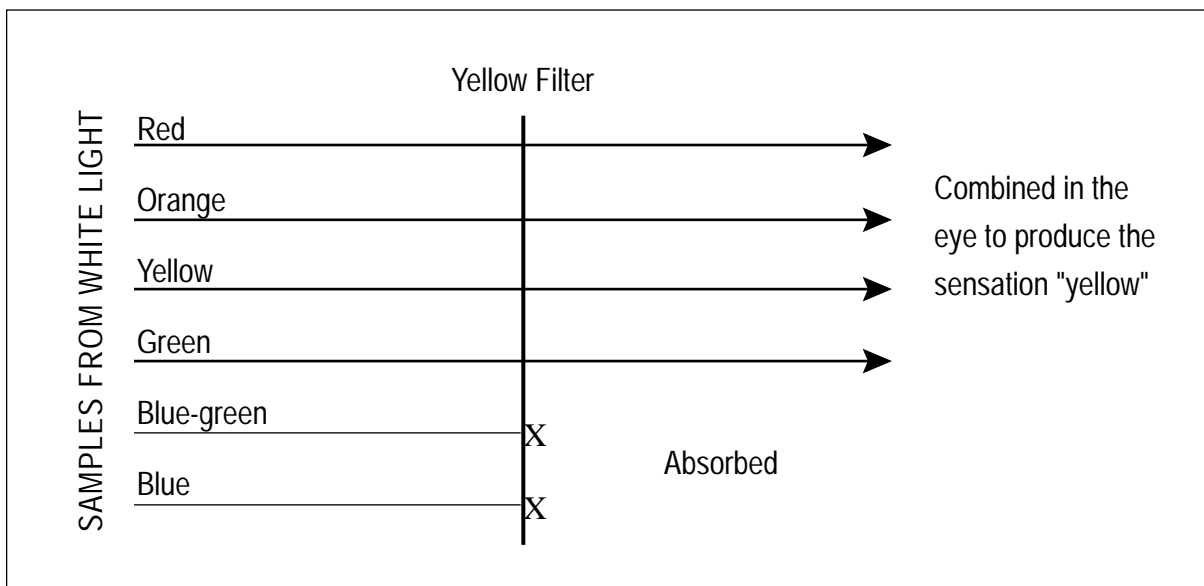 Yellow Filter
SAMPLES FROM WHITE LIGHT
Red
Orange
Yellow
Green
Blue-green
Blue
X
X
Combined in the
eye to produce the
sensation "yellow"
Absorbed